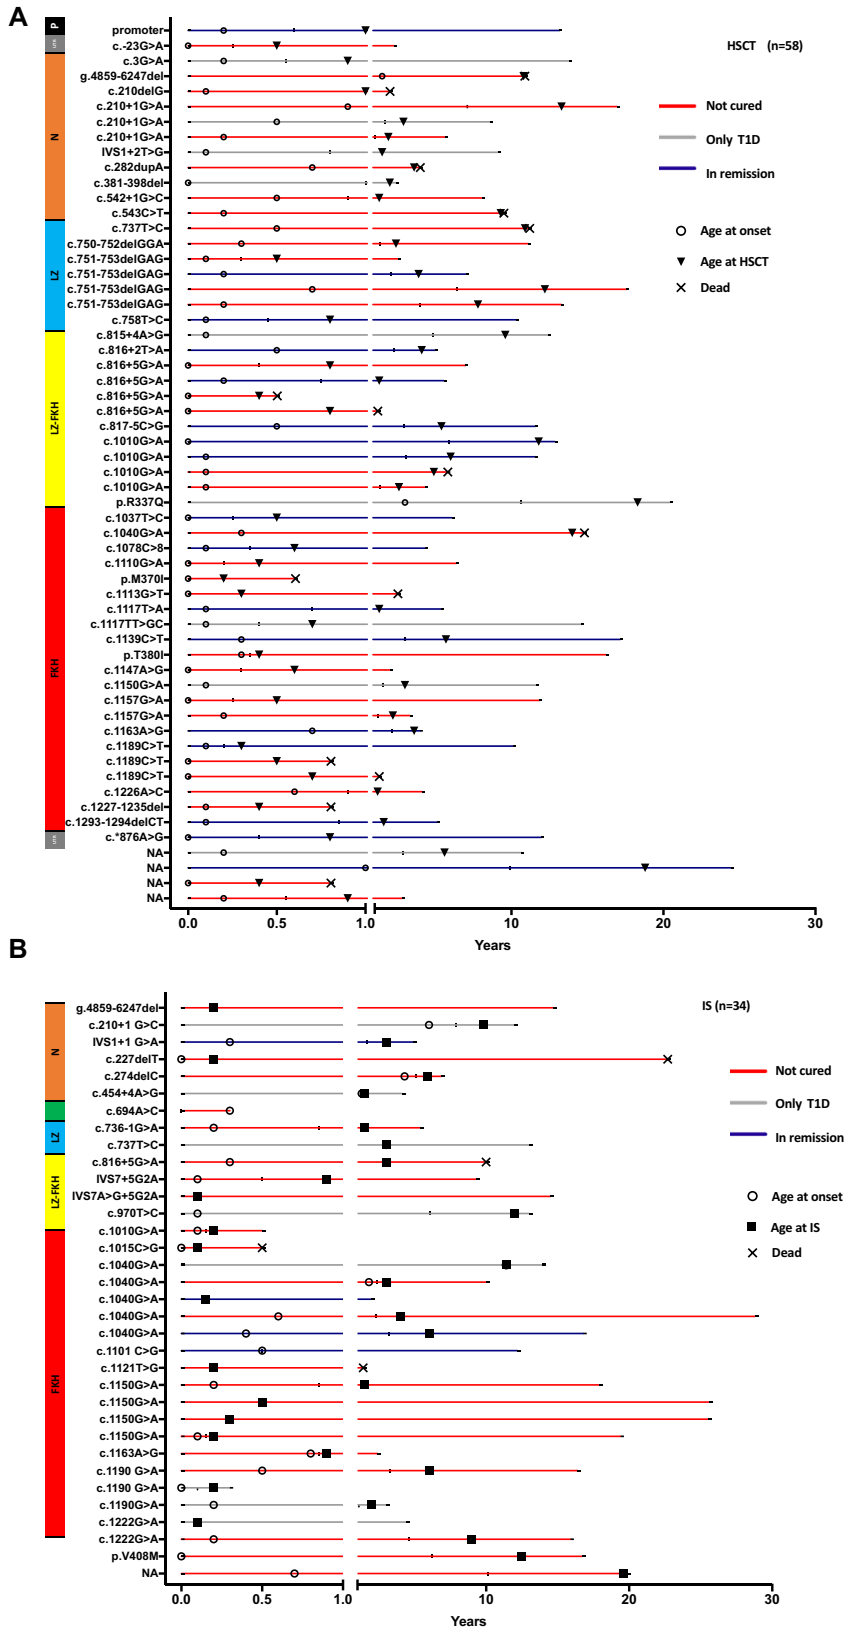 A
HSCT (n=58)
P
UTR
N
LZ
LZ-FKH
FKH
UTR
promoter
c.-23G>A
c.3G>A
g.4859-6247del
c.210delG
c.210+1G>A
c.210+1G>A
c.210+1G>A
IVS1+2T>G
c.282dupA
c.381-398del
c.542+1G>C
c.543C>T
c.737T>C
c.750-752delGGA
c.751-753delGAG
c.751-753delGAG
c.751-753delGAG
c.751-753delGAG
c.758T>C
c.815+4A>G
c.816+2T>A
c.816+5G>A
c.816+5G>A
c.816+5G>A
c.816+5G>A
c.817-5C>G
c.1010G>A
c.1010G>A
c.1010G>A
c.1010G>A
p.R337Q
c.1037T>C
c.1040G>A
c.1078C>8
c.1110G>A
p.M370I
c.1113G>T
c.1117T>A
c.1117TT>GC
c.1139C>T
p.T380I
c.1147A>G
c.1150G>A
c.1157G>A
c.1157G>A
c.1163A>G
c.1189C>T
c.1189C>T
c.1189C>T
c.1226A>C
c.1227-1235del
c.1293-1294delCT
c.*876A>G
NA
NA
NA
NA
Not cured
Only T1D
In remission
Age at onset
Age at HSCT
Dead
0.0 0.5 1.0 10 20 30
Years
B
IS (n=34)
N
LZ
LZ-FKH
FKH
g.4859-6247del
c.210+1 G>C
IVS1+1 G>A
c.227delT
c.274delC
c.454+4A>G
c.694A>C
c.736-1G>A
c.737T>C
c.816+5G>A
IVS7+5G2A
IVS7A>G+5G2A
c.970T>C
c.1010G>A
c.1015C>G
c.1040G>A
c.1040G>A
c.1040G>A
c.1040G>A
c.1040G>A
c.1101 C>G
c.1121T>G
c.1150G>A
c.1150G>A
c.1150G>A
c.1150G>A
c.1163A>G
c.1190 G>A
c.1190 G>A
c.1190G>A
c.1222G>A
c.1222G>A
p.V408M
NA
Not cured
Only T1D
In remission
Age at onset
Age at IS
Dead
0.0 0.5 1.0 10 20 30
Years